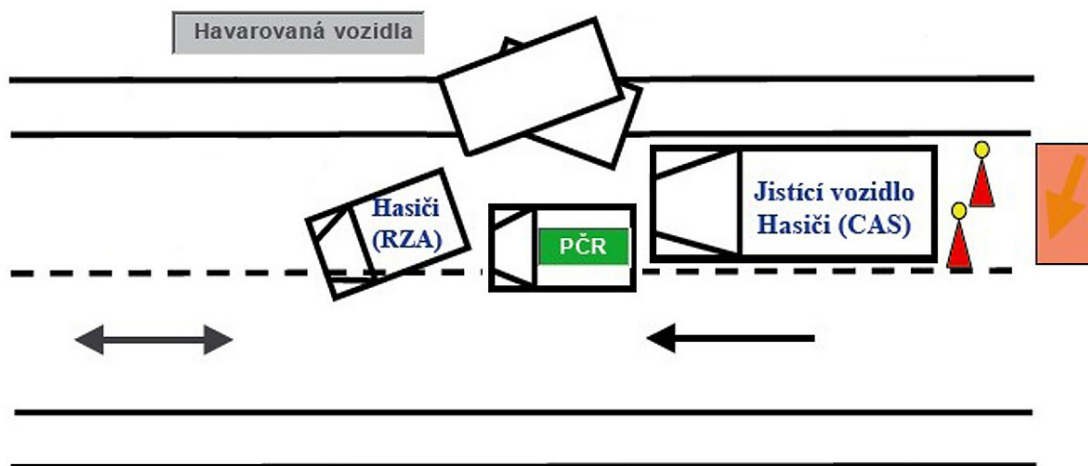 Havarovaná vozidla
Hasiči
(RZA)
PČR
Jistící vozidlo
Hasiči (CAS)